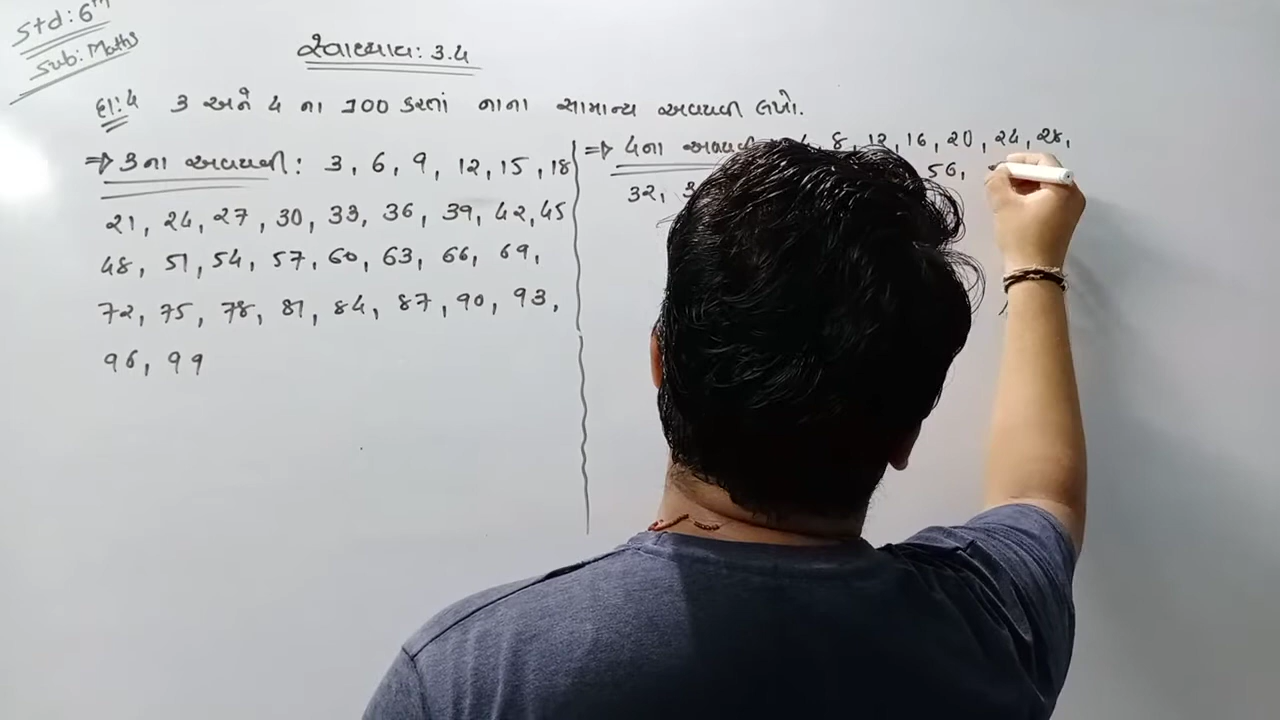 Std: 6th
Sub: Maths
સ્વાધ્યાય: 3.4
દા:4 3 અને 4 ના 100 કરતાં નાના સામાન્ય અવયવી લખો.
⇒ 3 ના અવયવી: 3, 6, 9, 12, 15, 18
21, 24, 27, 30, 33, 36, 39, 42, 45
48, 51, 54, 57, 60, 63, 66, 69,
72, 75, 78, 81, 84, 87, 90, 93,
96, 99
⇒ 4ના 8, 12, 16, 20, 24, 28,
32, 56,